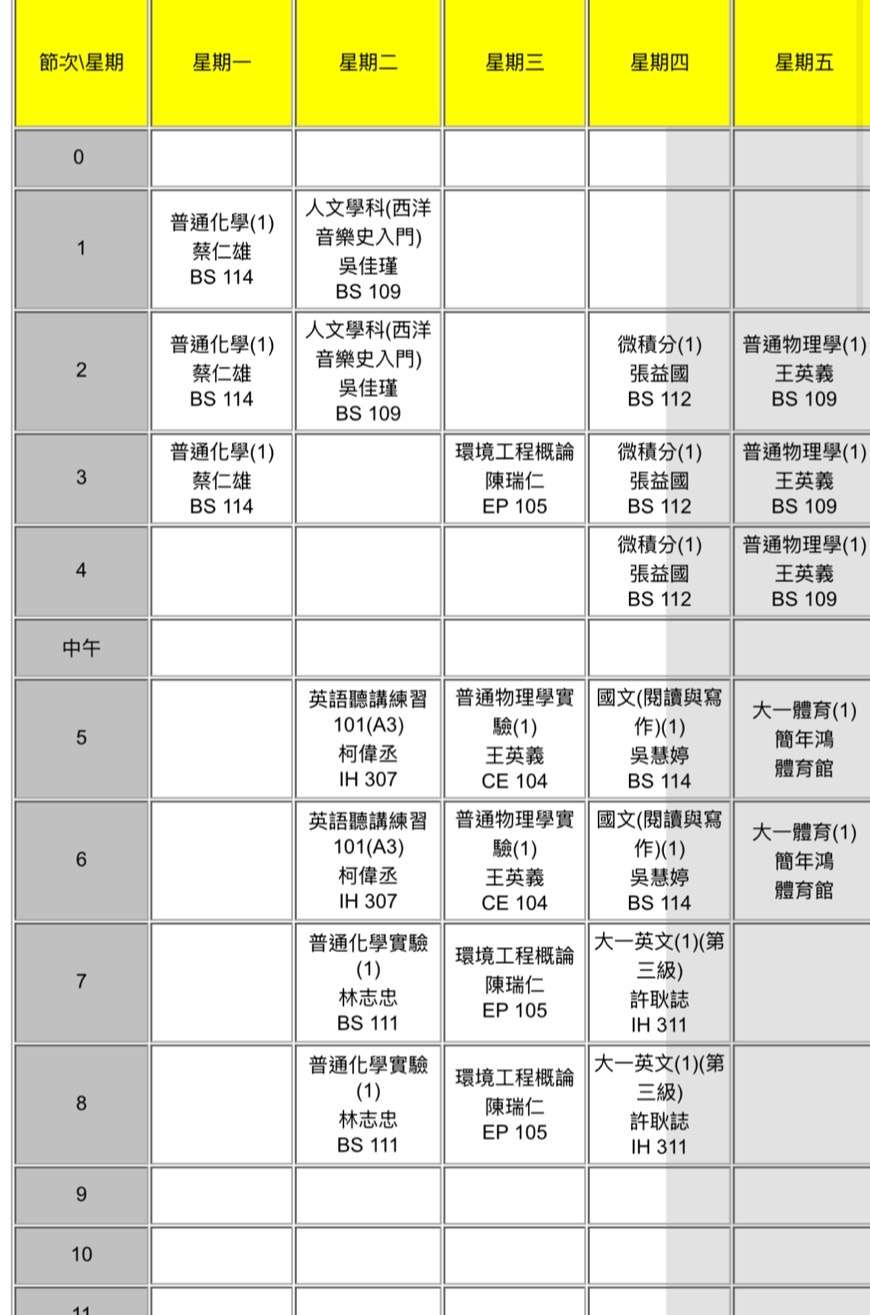 節次\星期 星期一 星期二 星期三 星期四 星期五
0
1
普通化學(1)
蔡仁雄
BS 114
人文學科(西洋
音樂史入門)
吳佳瑾
BS 109
2
普通化學(1)
蔡仁雄
BS 114
人文學科(西洋
音樂史入門)
吳佳瑾
BS 109
微積分(1)
張益國
BS 112
普通物理學(1)
王英義
BS 109
3
普通化學(1)
蔡仁雄
BS 114
環境工程概論
陳瑞仁
EP 105
微積分(1)
張益國
BS 112
普通物理學(1)
王英義
BS 109
4
微積分(1)
張益國
BS 112
普通物理學(1)
王英義
BS 109
中午
5
英語聽講練習
101(A3)
柯偉丞
IH 307
普通物理學實
驗(1)
王英義
CE 104
國文(閱讀與寫
作)(1)
吳慧婷
BS 114
大一體育(1)
簡年鴻
體育館
6
英語聽講練習
101(A3)
柯偉丞
IH 307
普通物理學實
驗(1)
王英義
CE 104
國文(閱讀與寫
作)(1)
吳慧婷
BS 114
大一體育(1)
簡年鴻
體育館
7
普通化學實驗
(1)
林志忠
BS 111
環境工程概論
陳瑞仁
EP 105
大一英文(1)(第
三級)
許耿誌
IH 311
8
普通化學實驗
(1)
林志忠
BS 111
環境工程概論
陳瑞仁
EP 105
大一英文(1)(第
三級)
許耿誌
IH 311
9
10
11